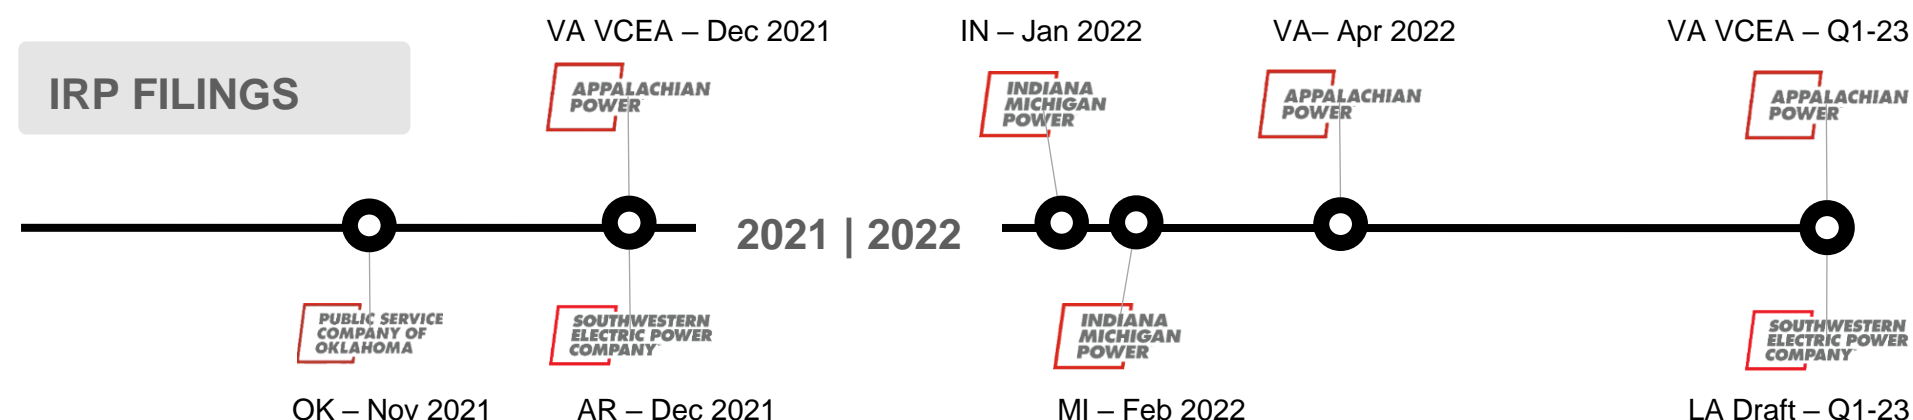 VA VCEA – Dec 2021
IN – Jan 2022
VA– Apr 2022
VA VCEA – Q1-23
IRP FILINGS
APPALACHIAN
POWER
INDIANA
MICHIGAN
POWER
APPALACHIAN
POWER
APPALACHIAN
POWER
2021 | 2022
PUBLIC SERVICE
COMPANY OF
OKLAHOMA
SOUTHWESTERN
ELECTRIC POWER
COMPANY
INDIANA
MICHIGAN
POWER
SOUTHWESTERN
ELECTRIC POWER
COMPANY
OK – Nov 2021
AR – Dec 2021
MI – Feb 2022
LA Draft – Q1-23